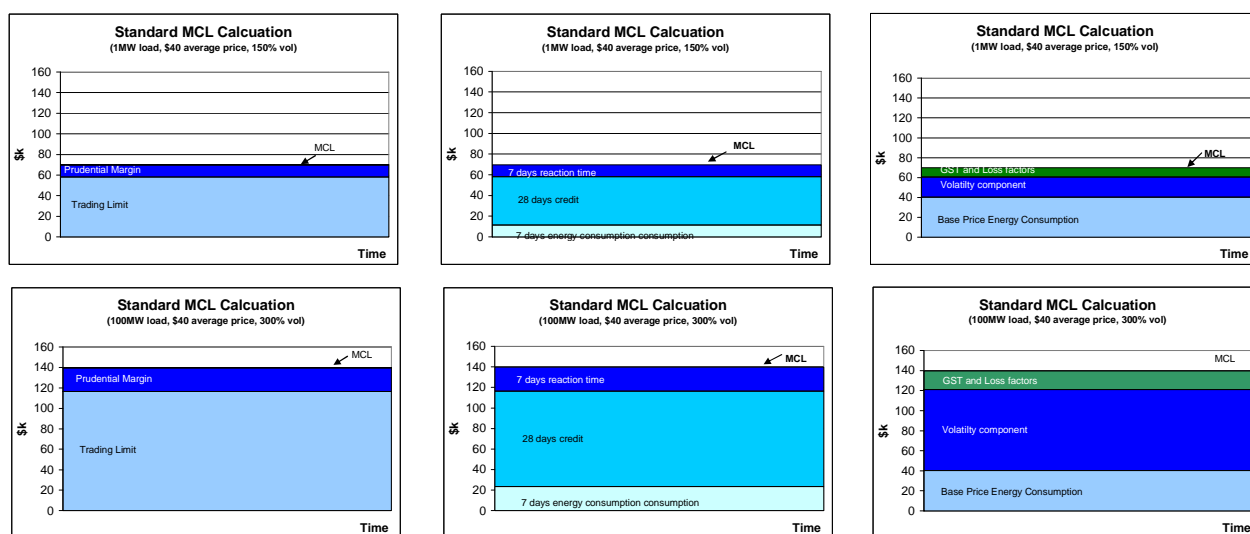 Standard MCL Calcuation
(1MW load, $40 average price, 150% vol)
160
140
120
100
80
60
40
20
0
$k
MCL
Prudential Margin
Trading Limit
Time
Standard MCL Calcuation
(1MW load, $40 average price, 150% vol)
160
140
120
100
80
60
40
20
0
$k
MCL
7 days reaction time
28 days credit
7 days energy consumption consumption
Time
Standard MCL Calcuation
(1MW load, $40 average price, 150% vol)
160
140
120
100
80
60
40
20
0
$k
MCL
GST and Loss factors
Volatilty component
Base Price Energy Consumption
Time
Standard MCL Calcuation
(100MW load, $40 average price, 300% vol)
160
140
120
100
80
60
40
20
0
$k
MCL
Prudential Margin
Trading Limit
Time
Standard MCL Calcuation
(100MW load, $40 average price, 300% vol)
160
140
120
100
80
60
40
20
0
$k
MCL
7 days reaction time
28 days credit
7 days energy consumption consumption
Time
Standard MCL Calcuation
(100MW load, $40 average price, 300% vol)
160
140
120
100
80
60
40
20
0
$k
MCL
GST and Loss factors
Volatilty component
Base Price Energy Consumption
Time